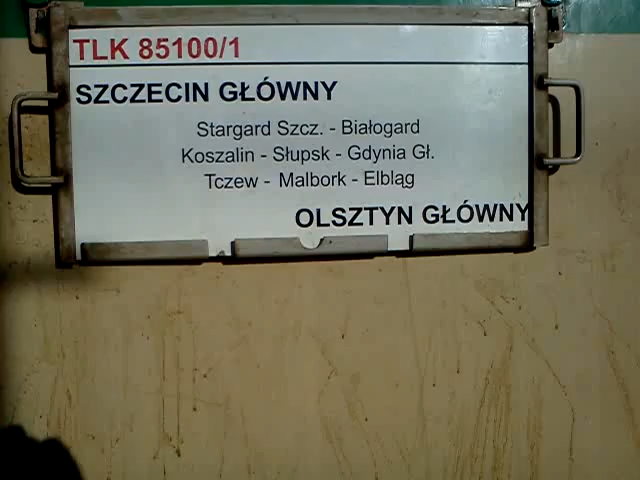 TLK 85100/1
SZCZECIN GŁÓWNY
Stargard Szcz. - Białogard
Koszalin - Słupsk - Gdynia Gł.
Tczew - Malbork - Elbląg
OLSZTYN GŁÓWNY